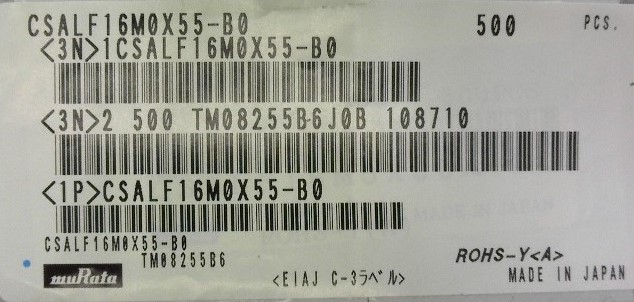 CSALF16M0X55-B0 500 PCS.
<3N>1CSALF16M0X55-B0
<3N>2 500 TM08255B6J0B 108710
<1P>CSALF16M0X55-B0
CSALF16M0X55-B0
TM08255B6
ROHS-Y<A>
muRata <EIAJ C-3ラベル> MADE IN JAPAN